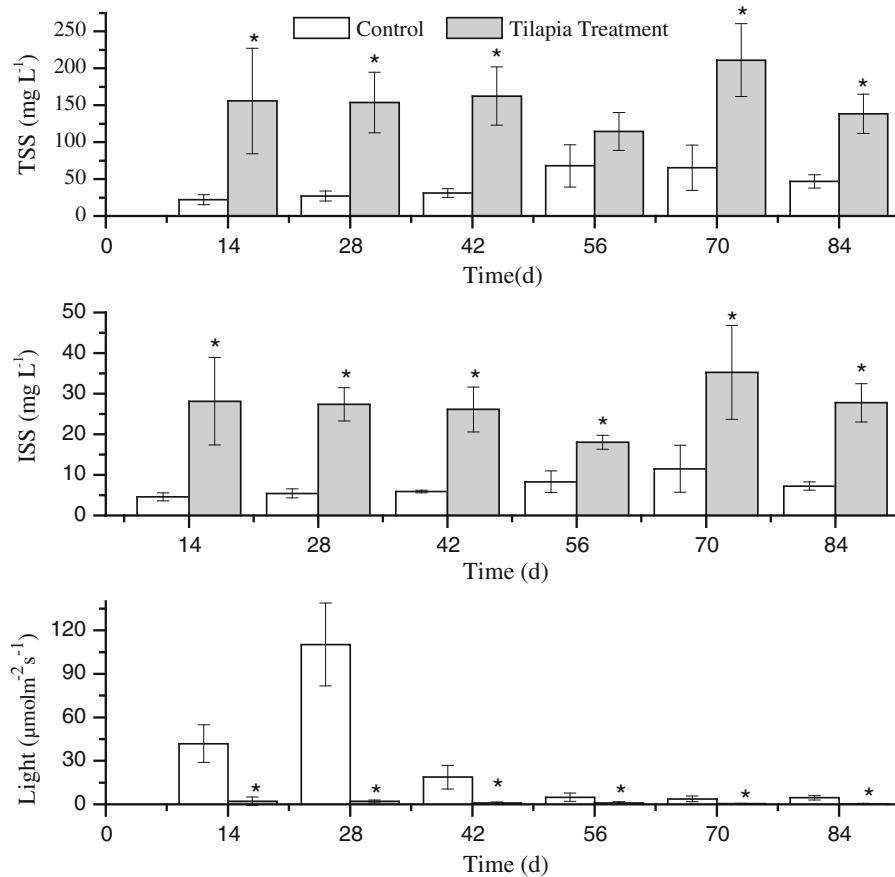 Control Tilapia Treatment
TSS (mg L⁻¹)
250
200
150
100
50
0
* * * * *
0 14 28 42 56 70 84
Time(d)
ISS (mg L⁻¹)
50
40
30
20
10
0
* * * * * *
14 28 42 56 70 84
Time (d)
Light (μmolm⁻²s⁻¹)
120
90
60
30
0
* * * * * *
0 14 28 42 56 70 84
Time (d)